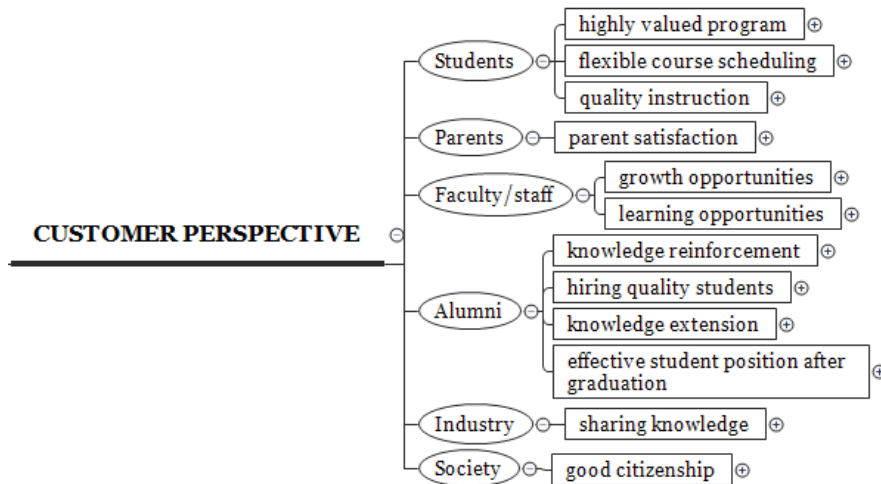 highly valued program
Students
flexible course scheduling
quality instruction
Parents
parent satisfaction
growth opportunities
Faculty/staff
learning opportunities
CUSTOMER PERSPECTIVE
knowledge reinforcement
hiring quality students
Alumni
knowledge extension
effective student position after
graduation
Industry
sharing knowledge
Society
good citizenship